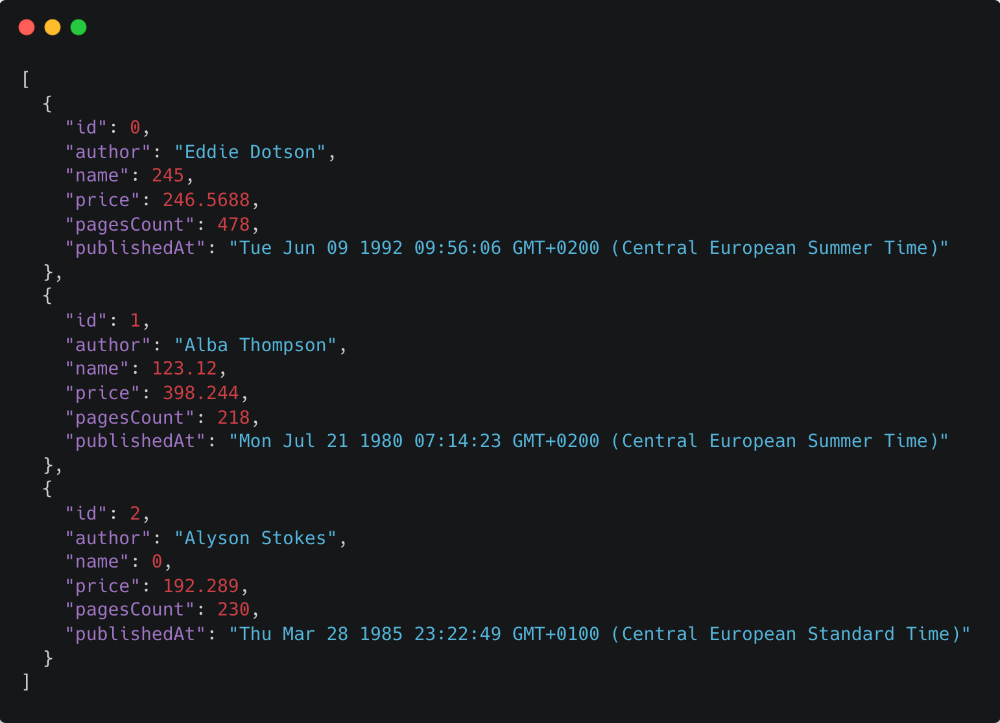 [
  {
    "id": 0,
    "author": "Eddie Dotson",
    "name": 245,
    "price": 246.5688,
    "pagesCount": 478,
    "publishedAt": "Tue Jun 09 1992 09:56:06 GMT+0200 (Central European Summer Time)"
  },
  {
    "id": 1,
    "author": "Alba Thompson",
    "name": 123.12,
    "price": 398.244,
    "pagesCount": 218,
    "publishedAt": "Mon Jul 21 1980 07:14:23 GMT+0200 (Central European Summer Time)"
  },
  {
    "id": 2,
    "author": "Alyson Stokes",
    "name": 0,
    "price": 192.289,
    "pagesCount": 230,
    "publishedAt": "Thu Mar 28 1985 23:22:49 GMT+0100 (Central European Standard Time)"
  }
]